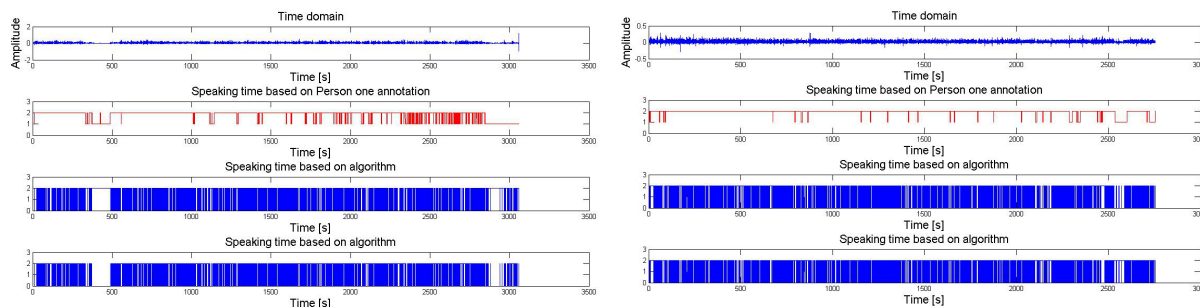 Time domain
Amplitude
2
0
-2
0 500 1000 1500 2000 2500 3000 3500
Time [s]
Speaking time based on Person one annotation
3
2
1
0
0 500 1000 1500 2000 2500 3000 3500
Time [s]
Speaking time based on algorithm
3
2
1
0
0 500 1000 1500 2000 2500 3000 3500
Time [s]
Speaking time based on algorithm
3
2
1
0
0 500 1000 1500 2000 2500 3000 3500
Time [s]
Time domain
Amplitude
0.5
0
-0.5
0 500 1000 1500 2000 2500
Time [s]
Speaking time based on Person one annotation
3
2
1
0
0 500 1000 1500 2000 2500
Time [s]
Speaking time based on algorithm
3
2
1
0
0 500 1000 1500 2000 2500
Time [s]
Speaking time based on algorithm
3
2
1
0
0 500 1000 1500 2000 2500
Time [s]